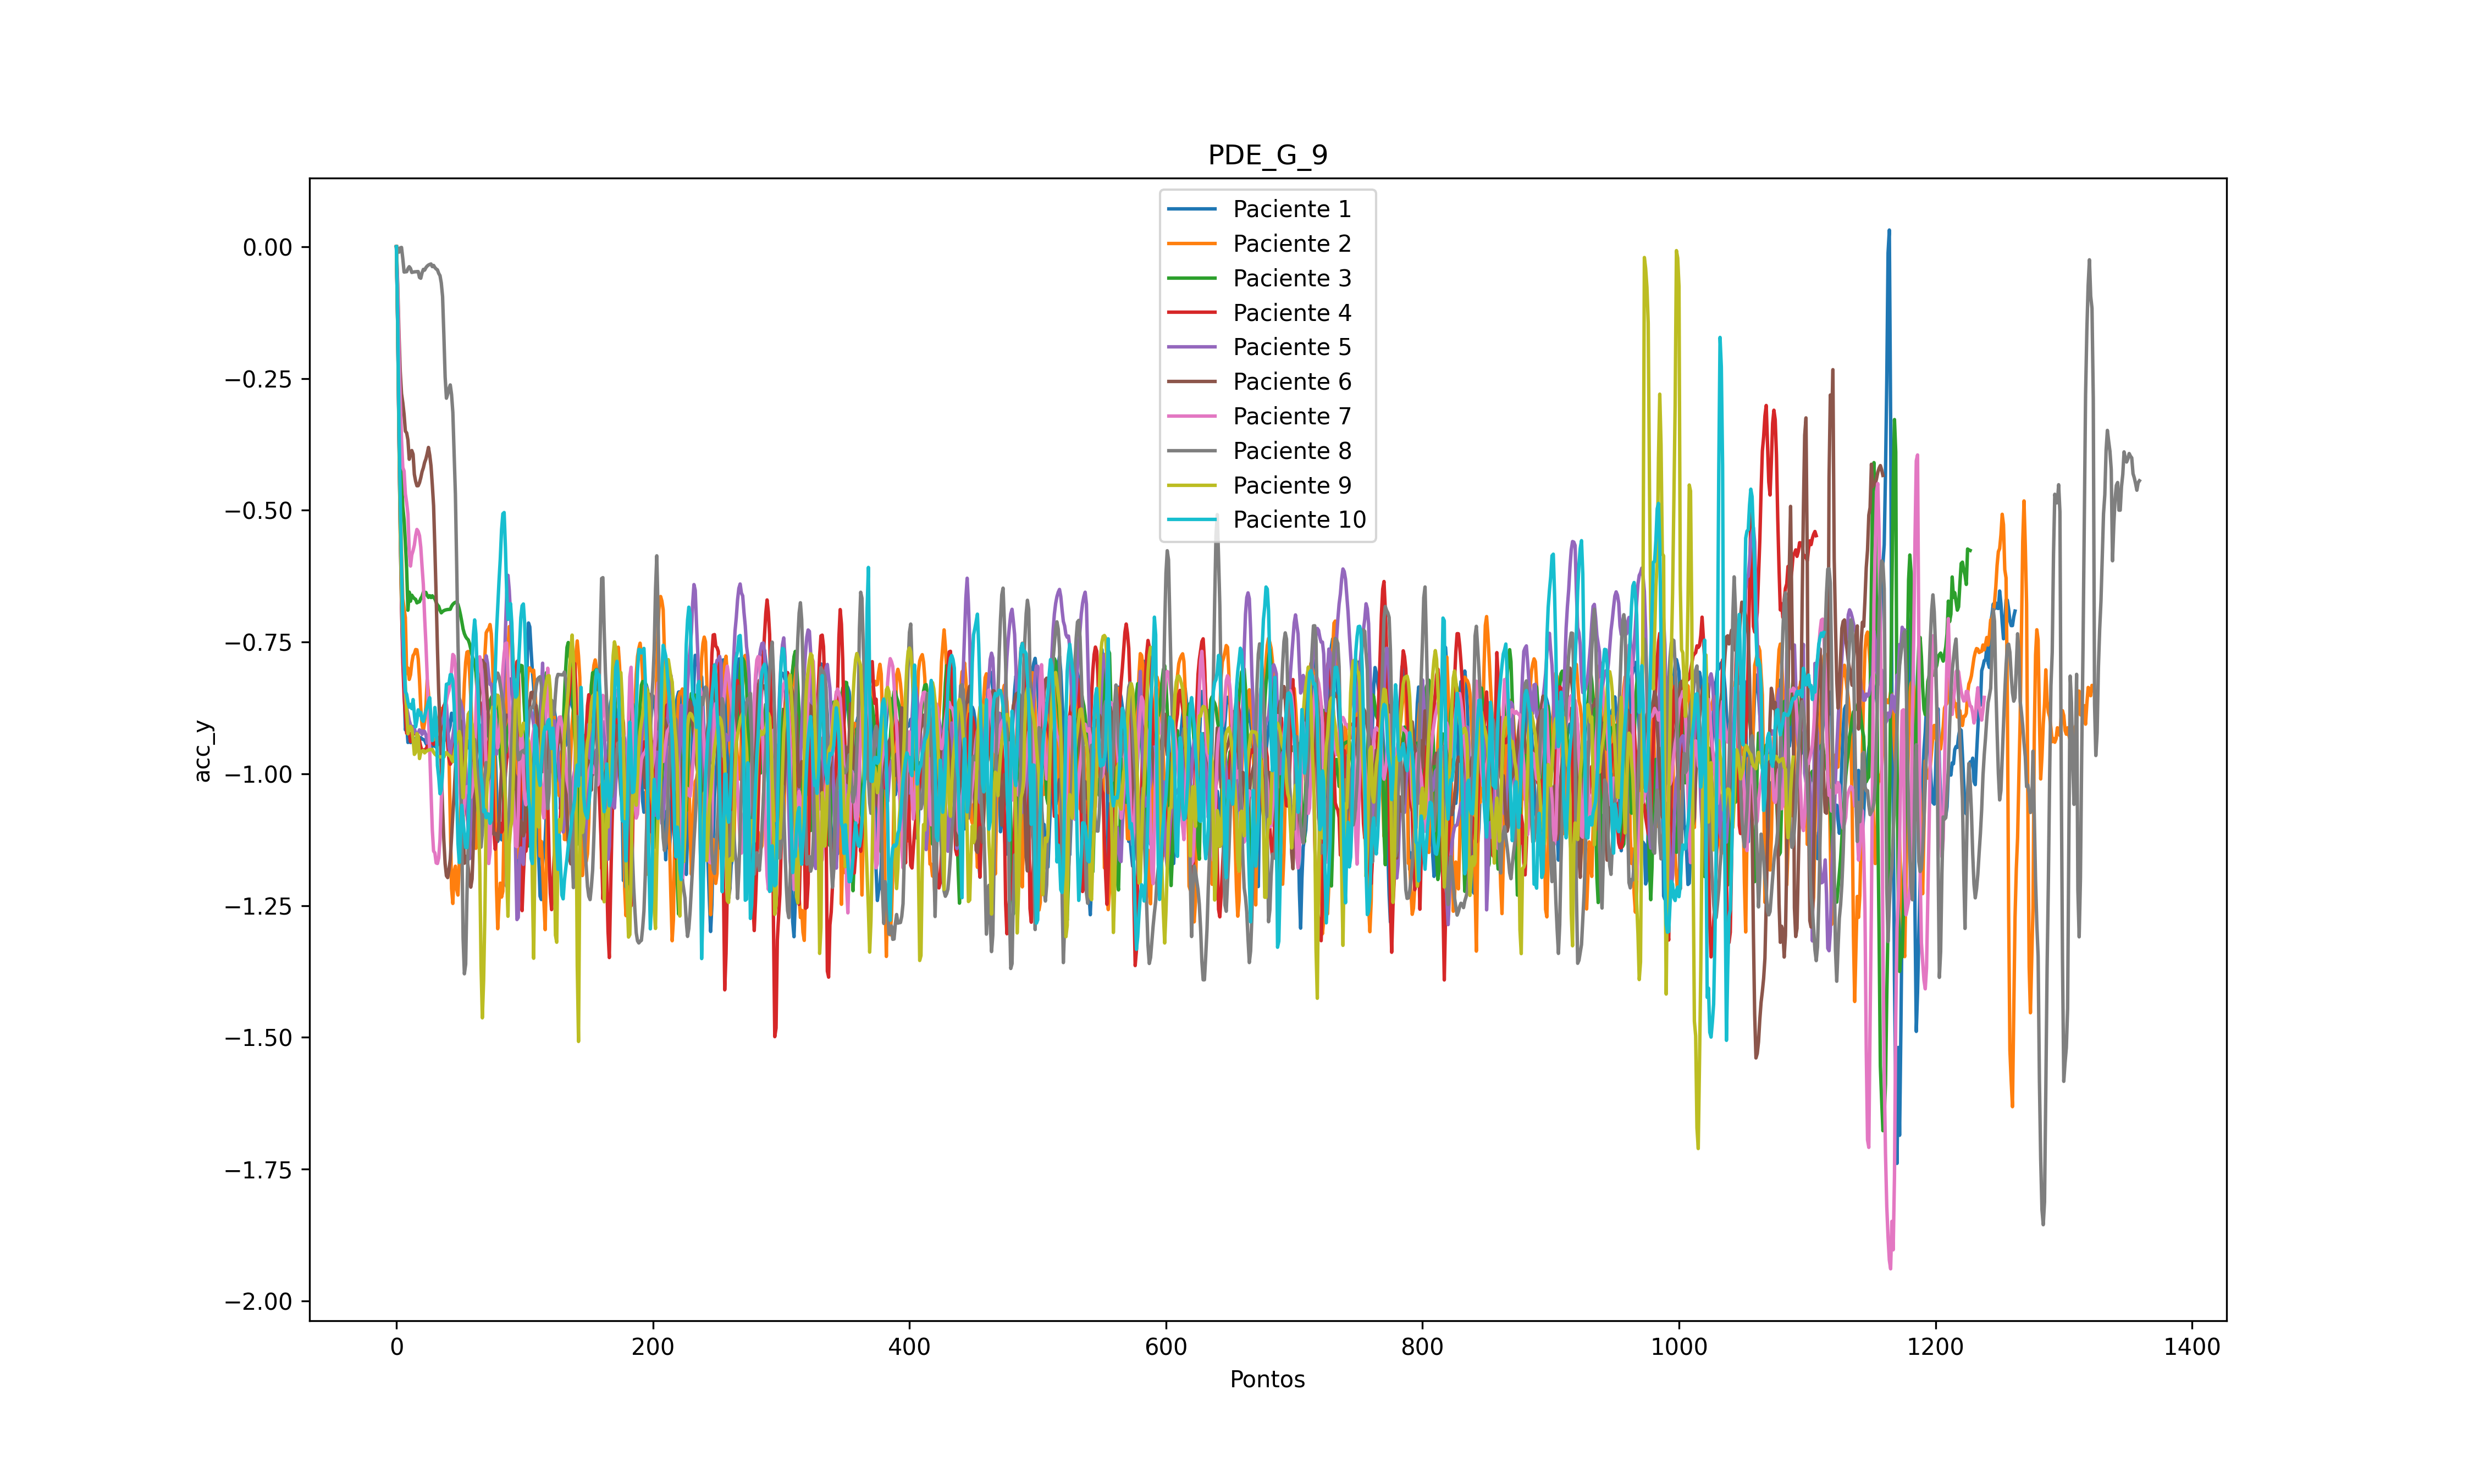 PDE_G_9
Paciente 1
Paciente 2
Paciente 3
Paciente 4
Paciente 5
Paciente 6
Paciente 7
Paciente 8
Paciente 9
Paciente 10
0.00
−0.25
−0.50
−0.75
−1.00
−1.25
−1.50
−1.75
−2.00
acc_y
0 200 400 600 800 1000 1200 1400
Pontos